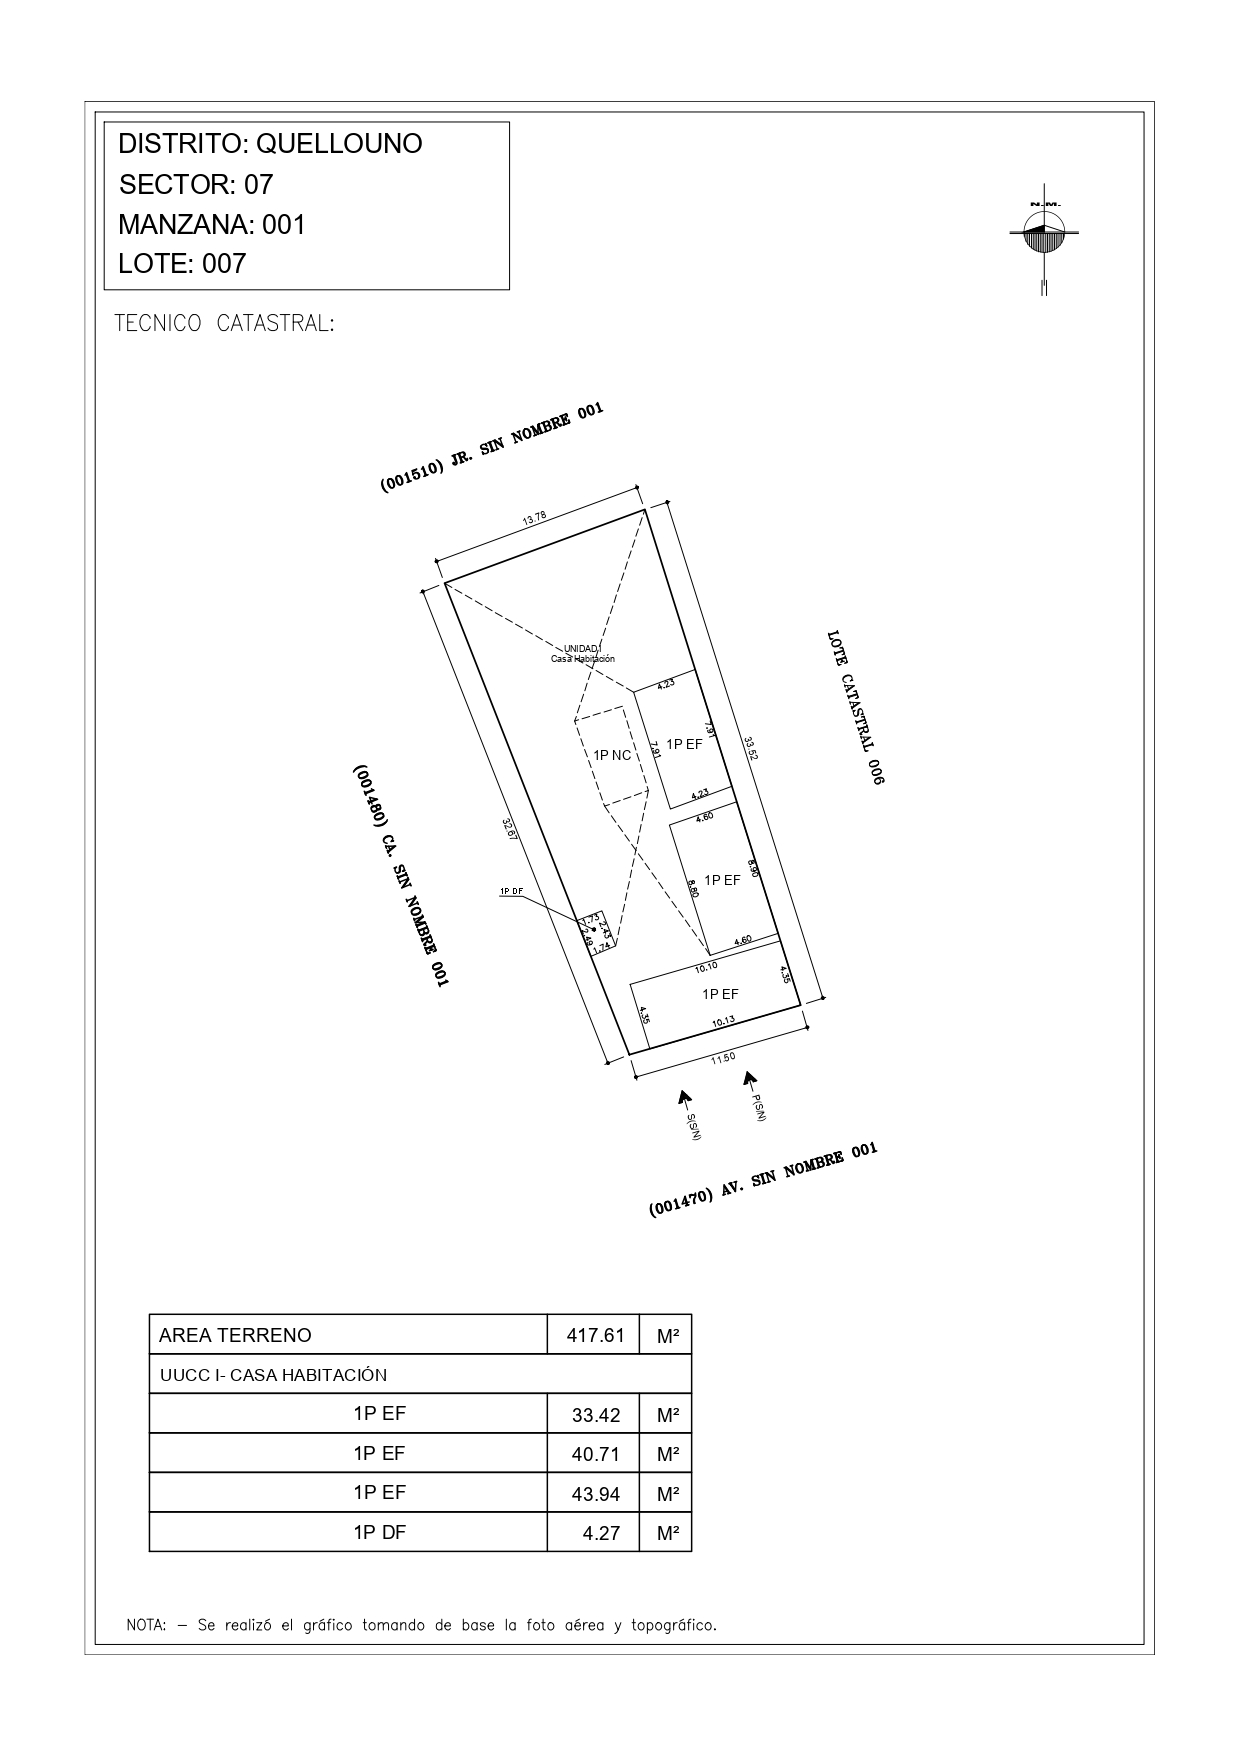 DISTRITO: QUELLOUNO
SECTOR: 07
MANZANA: 001
LOTE: 007
N.M.
TECNICO CATASTRAL:
(001510) JR. SIN NOMBRE 001
13.78
UNIDAD I
Casa Habitación
4.23
7.91
7.91
1P EF
4.23
1P NC
33.52
LOTE CATASTRAL 006
(001480) CA. SIN NOMBRE 001
32.67
4.60
8.90
8.80
1P EF
4.60
1P DF
1.73
2.43
2.49
1.74
10.10
4.35
1P EF
4.35
10.13
11.50
S(S/N)
P(S/N)
(001470) AV. SIN NOMBRE 001
AREA TERRENO 417.61 M²
UUCC I- CASA HABITACIÓN
1P EF 33.42 M²
1P EF 40.71 M²
1P EF 43.94 M²
1P DF 4.27 M²
NOTA: - Se realizó el gráfico tomando de base la foto aérea y topográfico.